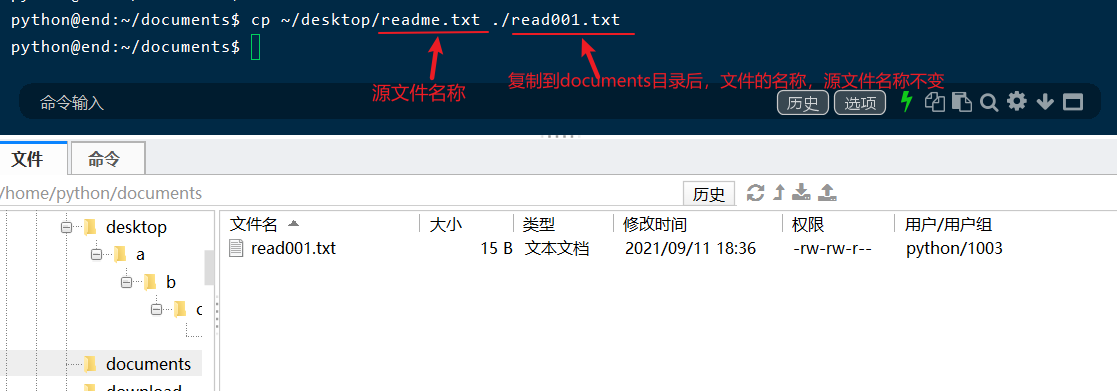 python@end:~/documents$ cp ~/desktop/readme.txt ./read001.txt
python@end:~/documents$
源文件名称
复制到documents目录后，文件的名称，源文件名称不变
命令输入
历史 选项
文件 命令
/home/python/documents
历史
desktop
a
b
c
documents
download
文件名 大小 类型 修改时间 权限 用户/用户组
read001.txt 15 B 文本文档 2021/09/11 18:36 -rw-rw-r-- python/1003